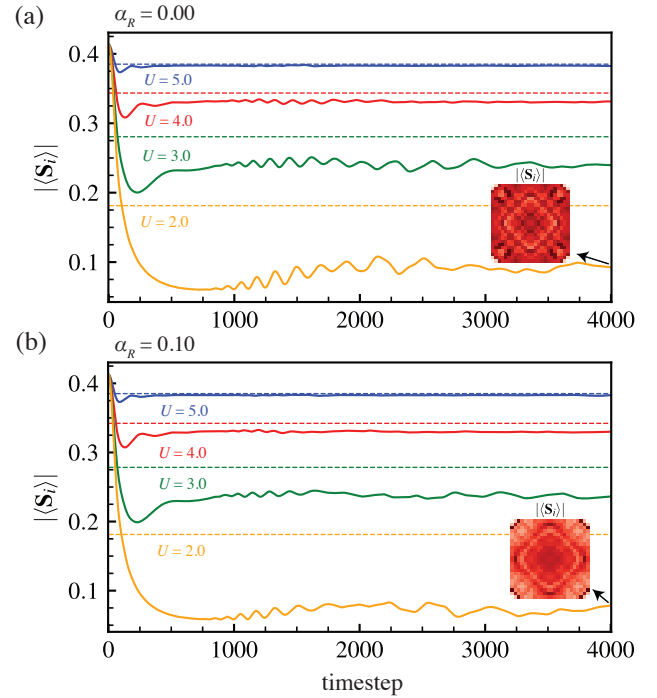 (a)
α_R = 0.00
0.4
0.3
0.2
0.1
|⟨S_i⟩|
U = 5.0
U = 4.0
U = 3.0
U = 2.0
|⟨S_i⟩|
0
1000
2000
3000
4000
(b)
α_R = 0.10
0.4
0.3
0.2
0.1
|⟨S_i⟩|
U = 5.0
U = 4.0
U = 3.0
U = 2.0
|⟨S_i⟩|
0
1000
2000
3000
4000
timestep